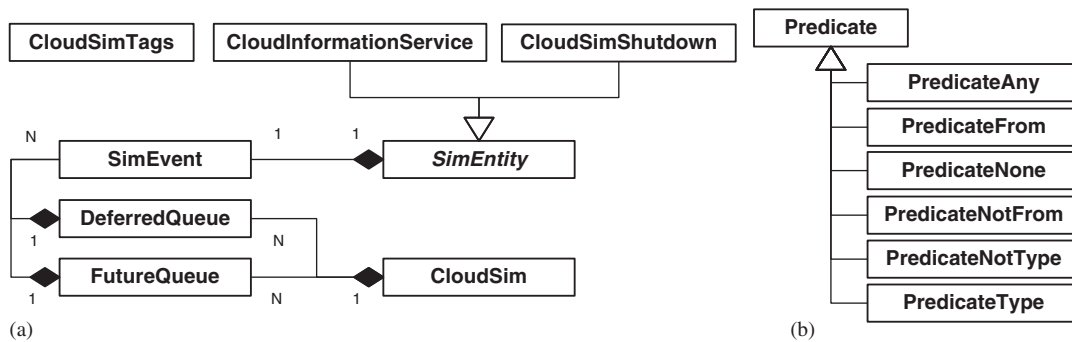 CloudSimTags
CloudInformationService
CloudSimShutdown
N
1
1
SimEvent
SimEntity
DeferredQueue
1
N
FutureQueue
CloudSim
1
N
1
(a)
Predicate
PredicateAny
PredicateFrom
PredicateNone
PredicateNotFrom
PredicateNotType
PredicateType
(b)